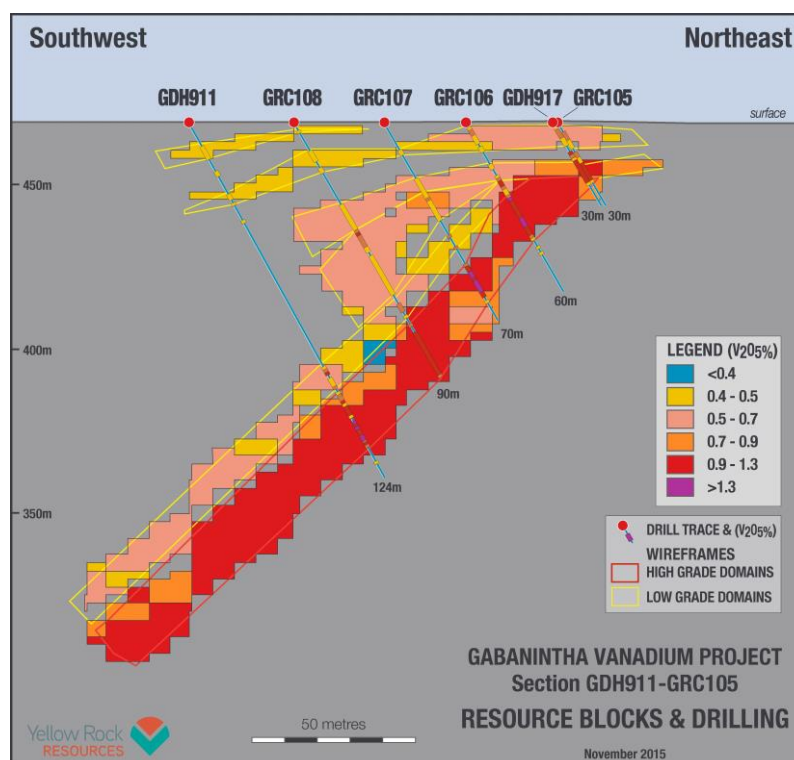 Southwest
Northeast
GDH911 GRC108 GRC107 GRC106 GDH917 GRC105
surface
450m
30m 30m
60m
70m
400m
90m
124m
350m
LEGEND (V2O5%)
<0.4
0.4 - 0.5
0.5 - 0.7
0.7 - 0.9
0.9 - 1.3
>1.3
DRILL TRACE & (V2O5%)
WIREFRAMES
HIGH GRADE DOMAINS
LOW GRADE DOMAINS
GABANINTHA VANADIUM PROJECT
Section GDH911-GRC105
RESOURCE BLOCKS & DRILLING
November 2015
50 metres
Yellow Rock
RESOURCES